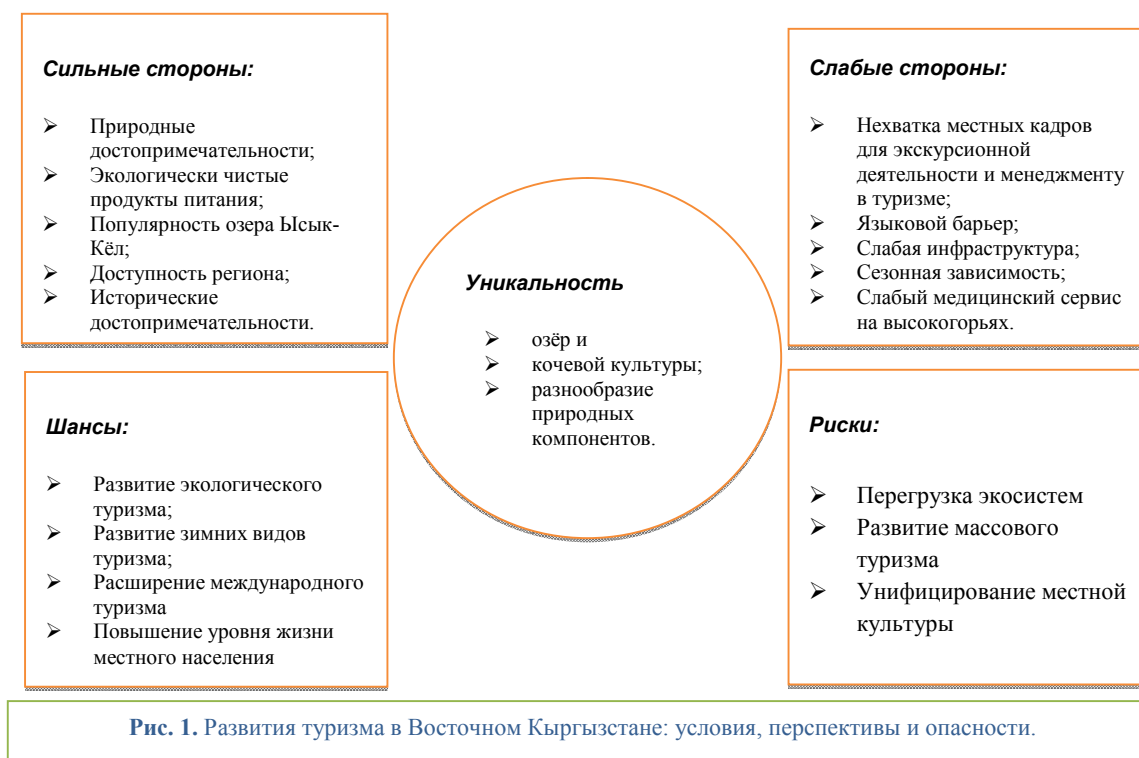 Сильные стороны:
➢ Природные
достопримечательности;
➢ Экологически чистые
продукты питания;
➢ Популярность озера Ысык-
Кёл;
➢ Доступность региона;
➢ Исторические
достопримечательности.
Слабые стороны:
➢ Нехватка местных кадров
для экскурсионной
деятельности и менеджменту
в туризме;
➢ Языковой барьер;
➢ Слабая инфраструктура;
➢ Сезонная зависимость;
➢ Слабый медицинский сервис
на высокогорьях.
Уникальность
➢ озёр и
➢ кочевой культуры;
➢ разнообразие
природных
компонентов.
Шансы:
➢ Развитие экологического
туризма;
➢ Развитие зимних видов
туризма;
➢ Расширение международного
туризма
➢ Повышение уровня жизни
местного населения
Риски:
➢ Перегрузка экосистем
➢ Развитие массового
туризма
➢ Унифицирование местной
культуры
Рис. 1. Развития туризма в Восточном Кыргызстане: условия, перспективы и опасности.